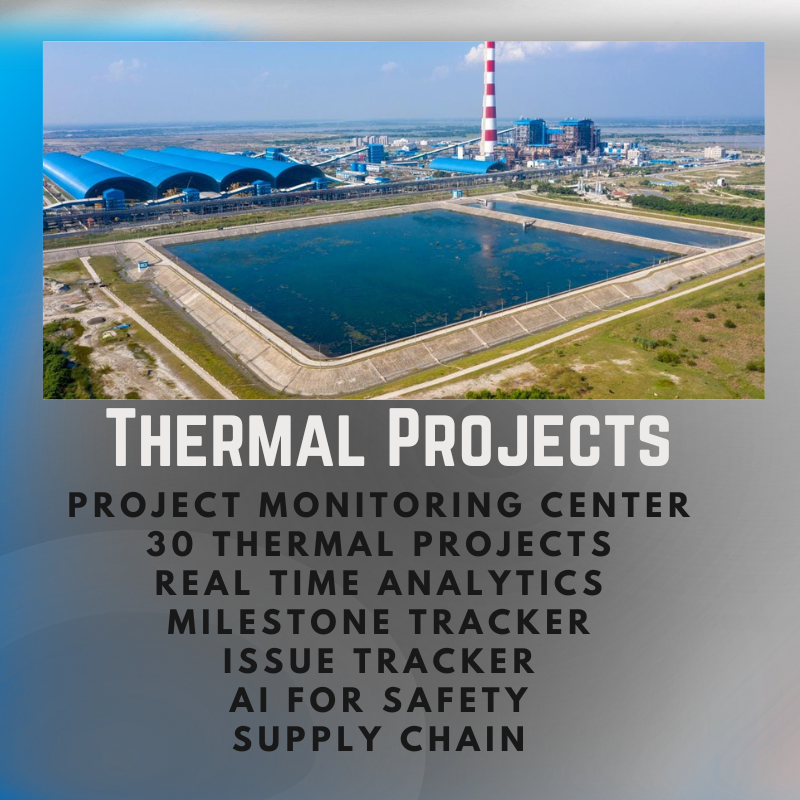 Thermal Projects
PROJECT MONITORING CENTER
30 THERMAL PROJECTS
REAL TIME ANALYTICS
MILESTONE TRACKER
ISSUE TRACKER
AI FOR SAFETY
SUPPLY CHAIN